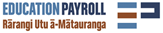 EDUCATION PAYROLL
Rārangi Utu ā-Mātauranga